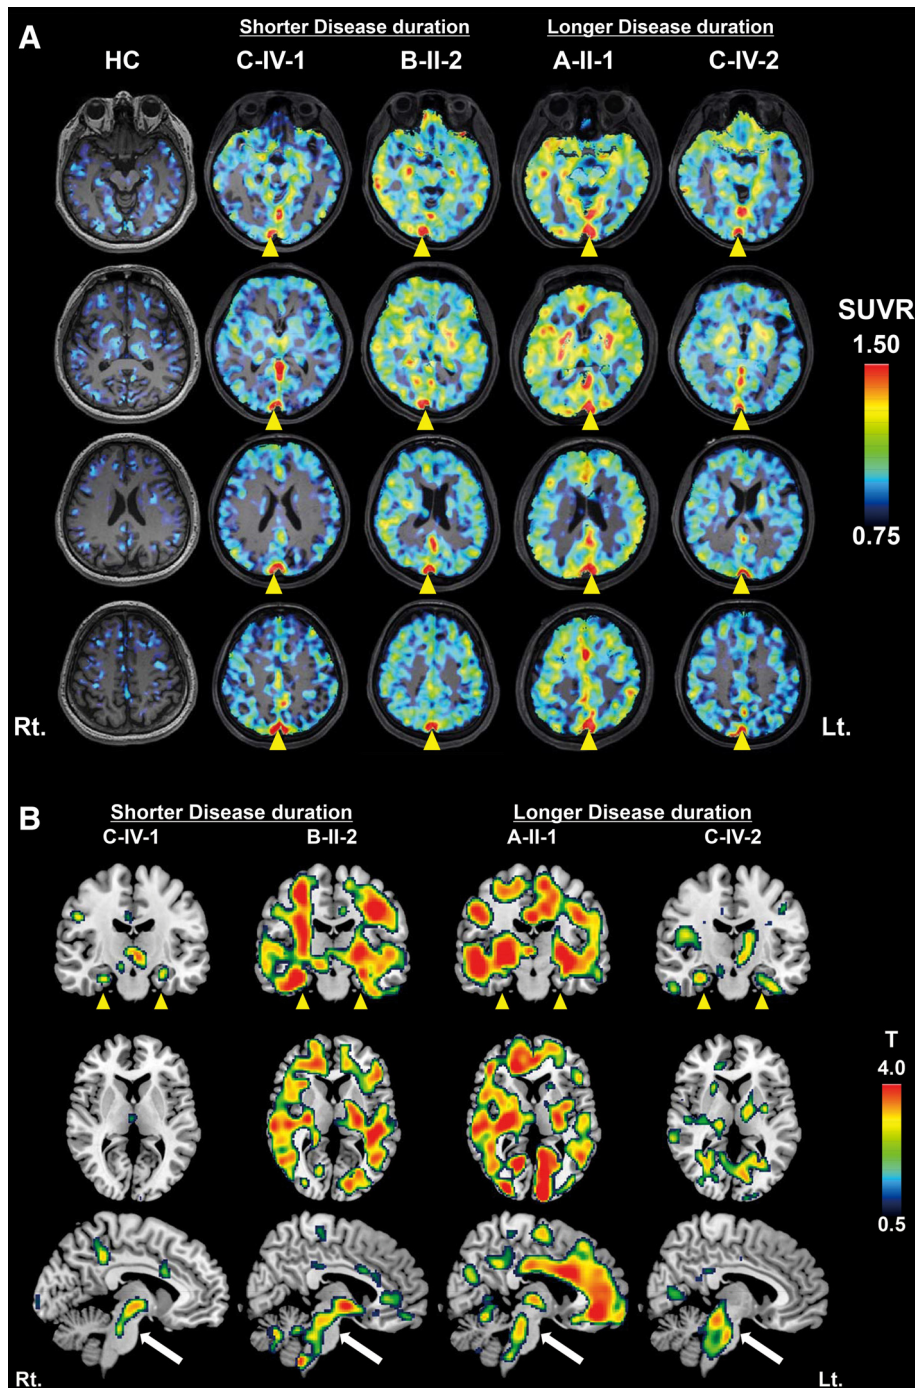 A
Shorter Disease duration
Longer Disease duration
HC
C-IV-1
B-II-2
A-II-1
C-IV-2
SUVR
1.50
0.75
Rt.
Lt.
B
Shorter Disease duration
Longer Disease duration
C-IV-1
B-II-2
A-II-1
C-IV-2
T
4.0
0.5
Rt.
Lt.